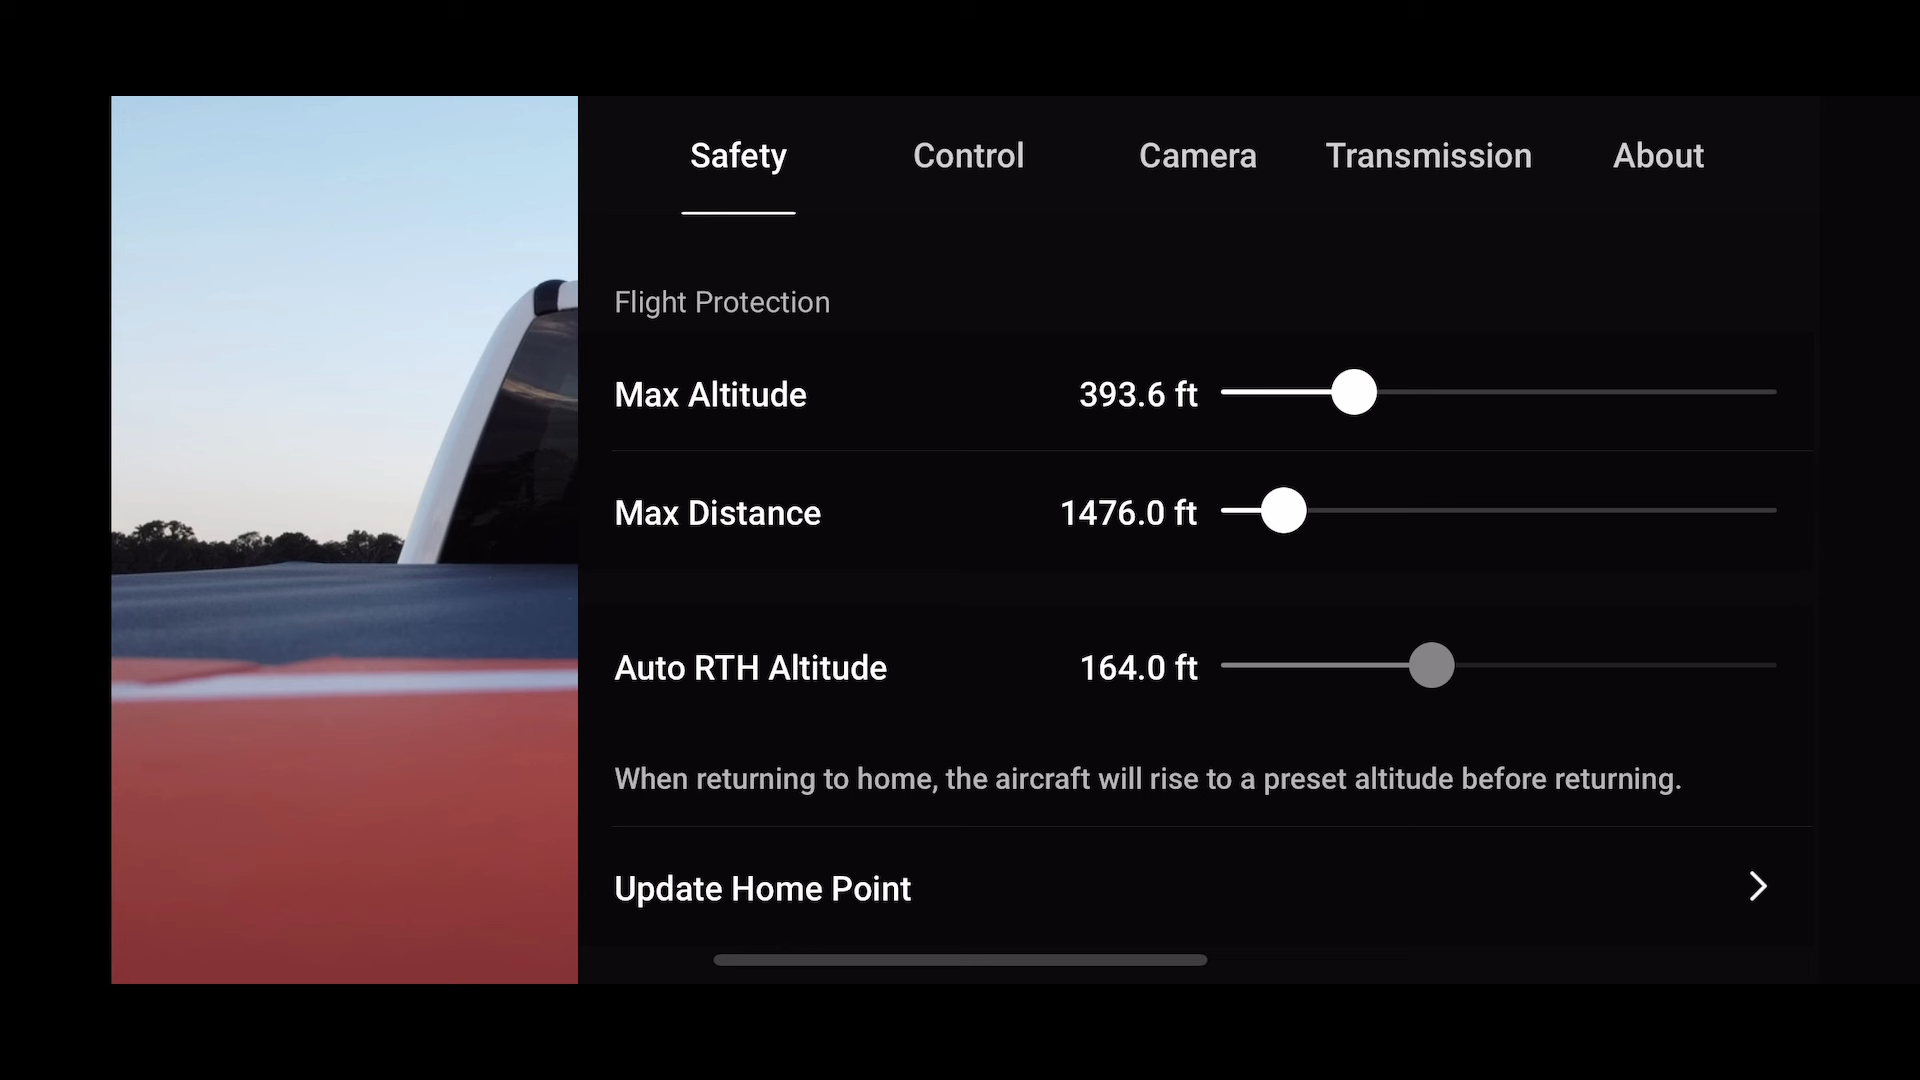 Safety Control Camera Transmission About
Flight Protection
Max Altitude 393.6 ft
Max Distance 1476.0 ft
Auto RTH Altitude 164.0 ft
When returning to home, the aircraft will rise to a preset altitude before returning.
Update Home Point